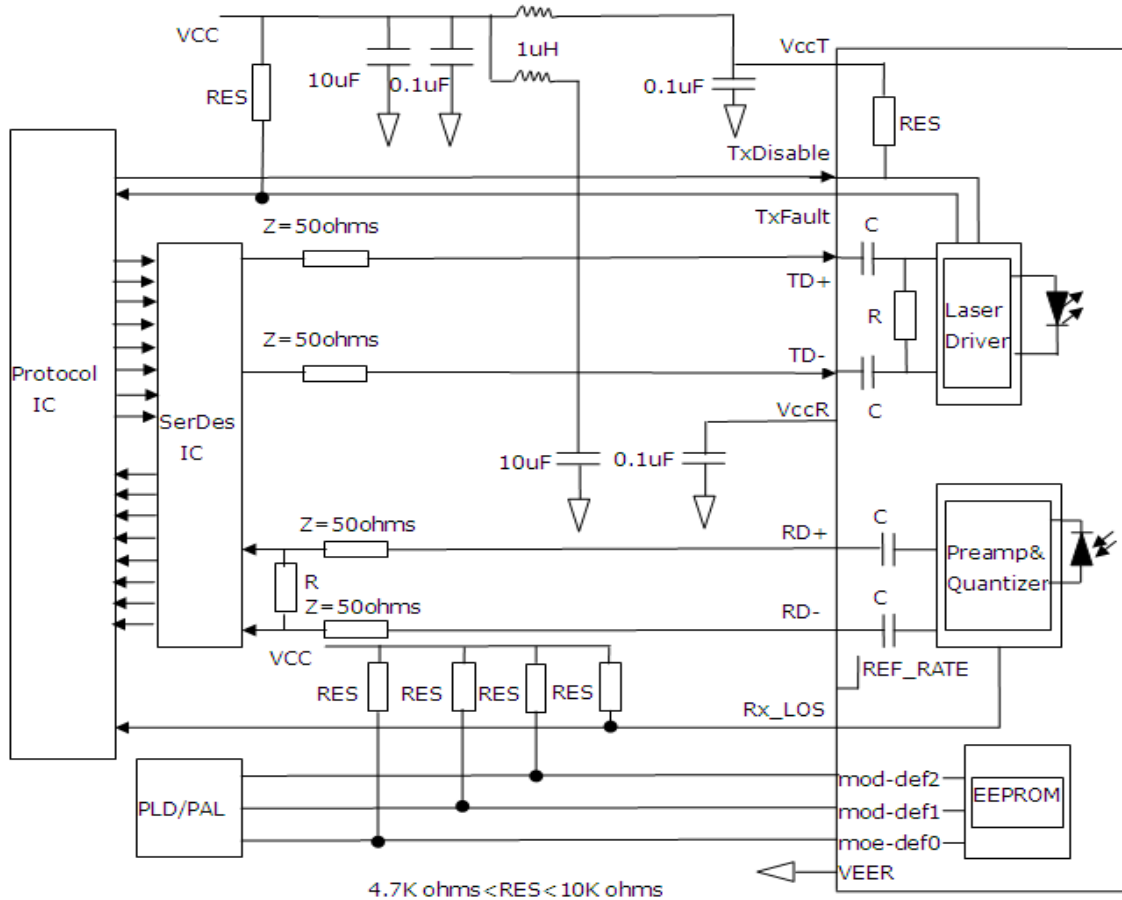 VCC
1uH
VccT
10uF
0.1uF
0.1uF
RES
RES
TxDisable
TxFault
Z=50ohms
C
TD+
R
Laser
Driver
Z=50ohms
TD-
C
Protocol
IC
SerDes
IC
VccR
10uF
0.1uF
Z=50ohms
RD+
C
Preamp&
Quantizer
R
Z=50ohms
RD-
C
VCC
REF_RATE
RES
RES
RES
RES
Rx_LOS
PLD/PAL
mod-def2
mod-def1
moe-def0
EEPROM
VEER
4.7K ohms<RES<10K ohms